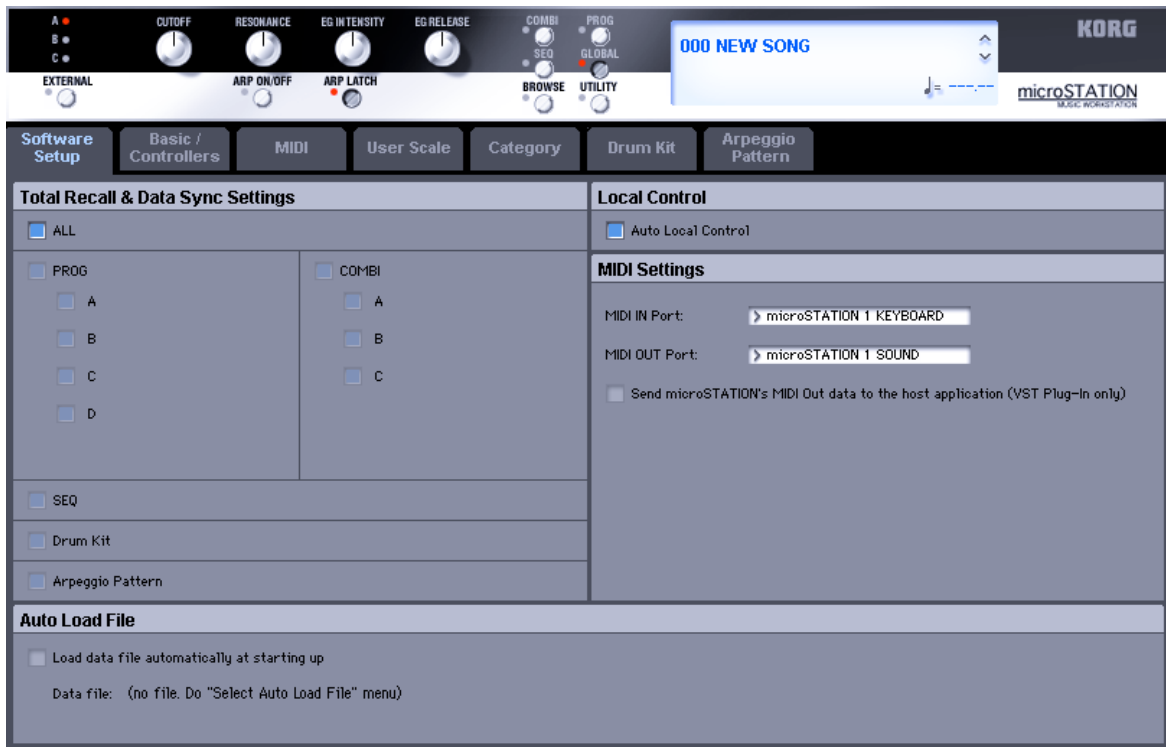 A CUTOFF RESONANCE EG INTENSITY EG RELEASE COMBI PROG KORG
B SEQ GLOBAL 000 NEW SONG
C
EXTERNAL ARP ON/OFF ARP LATCH BROWSE UTILITY ♩= ---.-- microSTATION
MUSIC WORKSTATION
Software Setup Basic / Controllers MIDI User Scale Category Drum Kit Arpeggio Pattern
Total Recall & Data Sync Settings
ALL
PROG
A
B
C
D
COMBI
A
B
C
SEQ
Drum Kit
Arpeggio Pattern
Local Control
Auto Local Control
MIDI Settings
MIDI IN Port: microSTATION 1 KEYBOARD
MIDI OUT Port: microSTATION 1 SOUND
Send microSTATION's MIDI Out data to the host application (VST Plug-In only)
Auto Load File
Load data file automatically at starting up
Data file: (no file. Do "Select Auto Load File" menu)